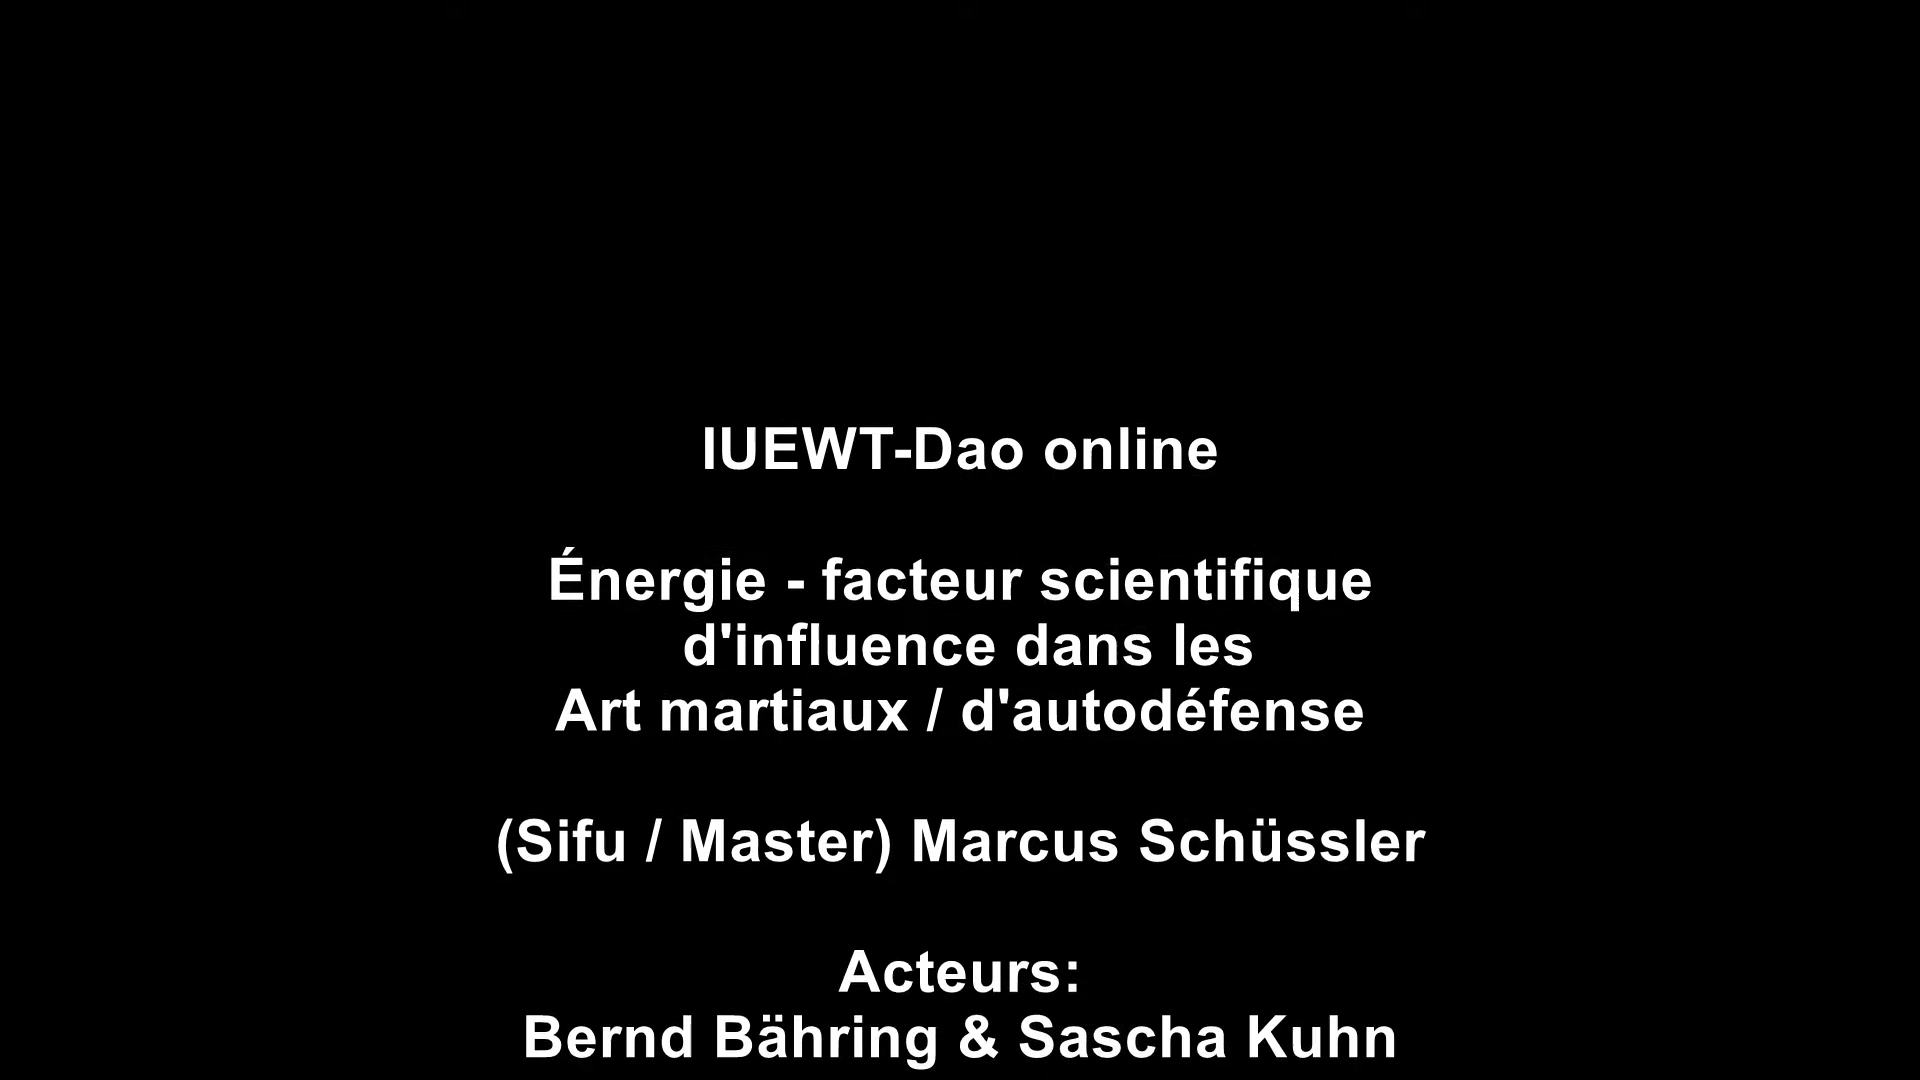 IUEWT-Dao online
Énergie - facteur scientifique
d'influence dans les
Art martiaux / d'autodéfense
(Sifu / Master) Marcus Schüssler
Acteurs:
Bernd Bähring & Sascha Kuhn